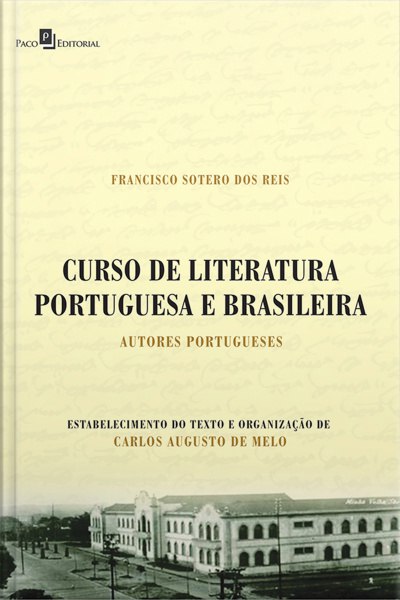 PACO EDITORIAL
FRANCISCO SOTERO DOS REIS
CURSO DE LITERATURA
PORTUGUESA E BRASILEIRA
AUTORES PORTUGUESES
ESTABELECIMENTO DO TEXTO E ORGANIZAÇÃO DE
CARLOS AUGUSTO DE MELO